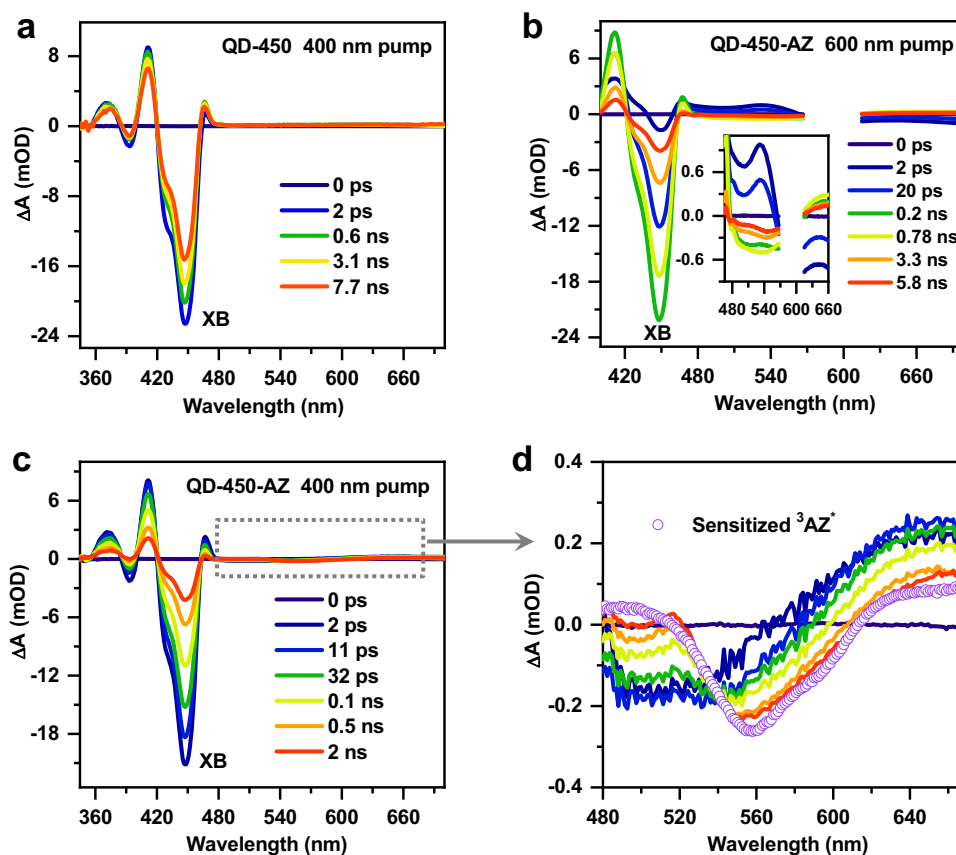 a
QD-450 400 nm pump
8
0
-8
-16
-24
ΔA (mOD)
0 ps
2 ps
0.6 ns
3.1 ns
7.7 ns
XB
360 420 480 540 600 660
Wavelength (nm)
b
QD-450-AZ 600 nm pump
6
0
-6
-12
-18
-24
ΔA (mOD)
0.6
0.0
-0.6
480 540 600 660
0 ps
2 ps
20 ps
0.2 ns
0.78 ns
3.3 ns
5.8 ns
XB
420 480 540 600 660
Wavelength (nm)
c
QD-450-AZ 400 nm pump
6
0
-6
-12
-18
ΔA (mOD)
0 ps
2 ps
11 ps
32 ps
0.1 ns
0.5 ns
2 ns
XB
360 420 480 540 600 660
Wavelength (nm)
d
Sensitized ³AZ*
0.4
0.2
0.0
-0.2
-0.4
ΔA (mOD)
480 520 560 600 640
Wavelength (nm)